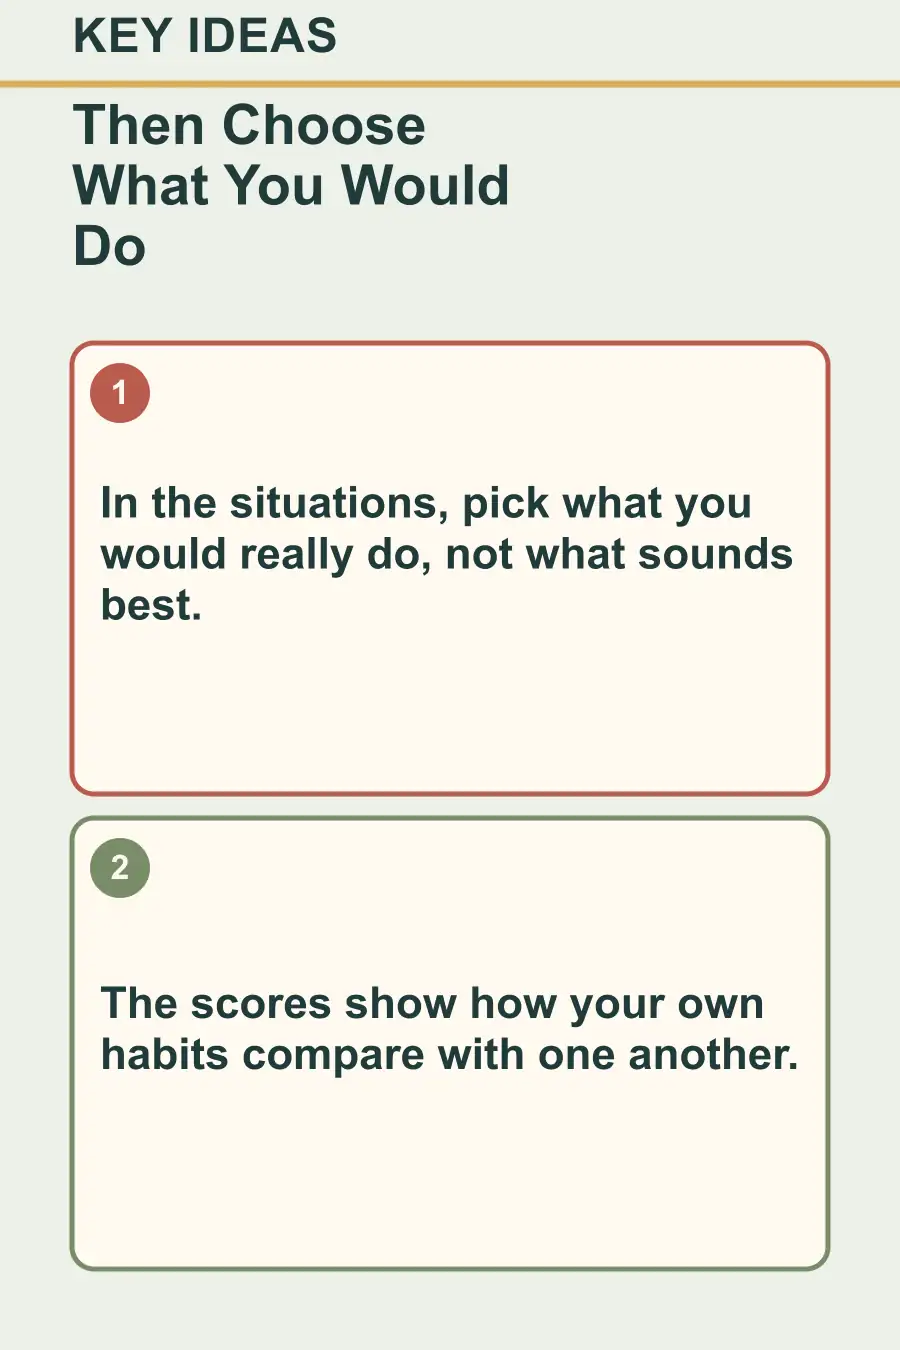 KEY IDEAS
Then Choose
What You Would
Do
1
In the situations, pick what you
would really do, not what sounds
best.
2
The scores show how your own
habits compare with one another.